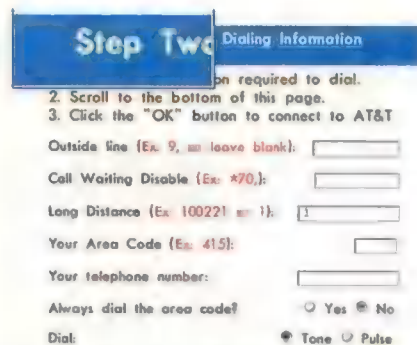 Step Two
Dialing Information
on required to dial.
2. Scroll to the bottom of this page.
3. Click the "OK" button to connect to AT&T
Outside line (Ex. 9, or leave blank):
Call Waiting Disable (Ex: *70,):
Long Distance (Ex: 100221 or 1): 1
Your Area Code (Ex: 415):
Your telephone number:
Always dial the area code? Yes No
Dial: Tone Pulse